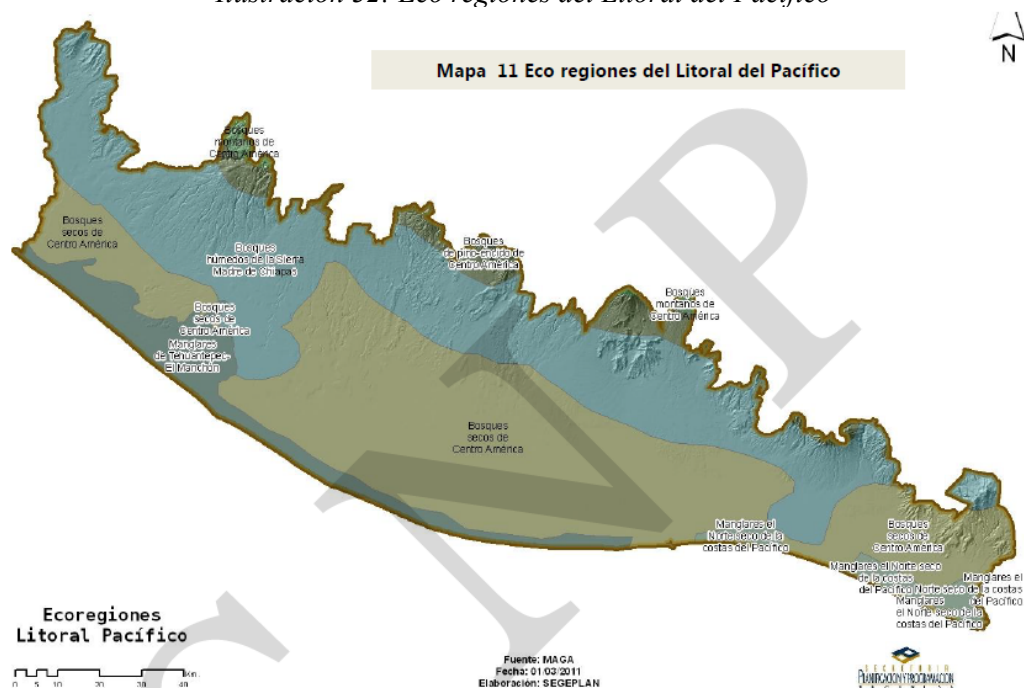 Ilustración 32: Eco regiones del Litoral del Pacífico
N
Mapa 11 Eco regiones del Litoral del Pacífico
Bosques
montanos de
Centro América
Bosques
secos de
Centro América
Bosques
húmedos de la Sierra
Madre de Chiapas
Bosques
de pino-encino de
Centro América
Bosques
montanos de
Centro América
Bosques
secos de
Centro América
Manglares
de Tehuantepec-
El Manchón
Bosques
secos de
Centro América
Manglares el
Norte seco de la
costas del Pacífico
Bosques
secos de
Centro América
Manglares el Norte seco
de la costas
del Pacífico
Manglares el
Norte seco de la costas
del Pacífico
Manglares
el Norte seco de la
costas del Pacífico
Ecoregiones
Litoral Pacífico
0 5 10 20 30 40
Km.
Fuente: MAGA
Fecha: 01/03/2011
Elaboración: SEGEPLAN
SECRETARIA
PLANIFICACION Y PROGRAMACION